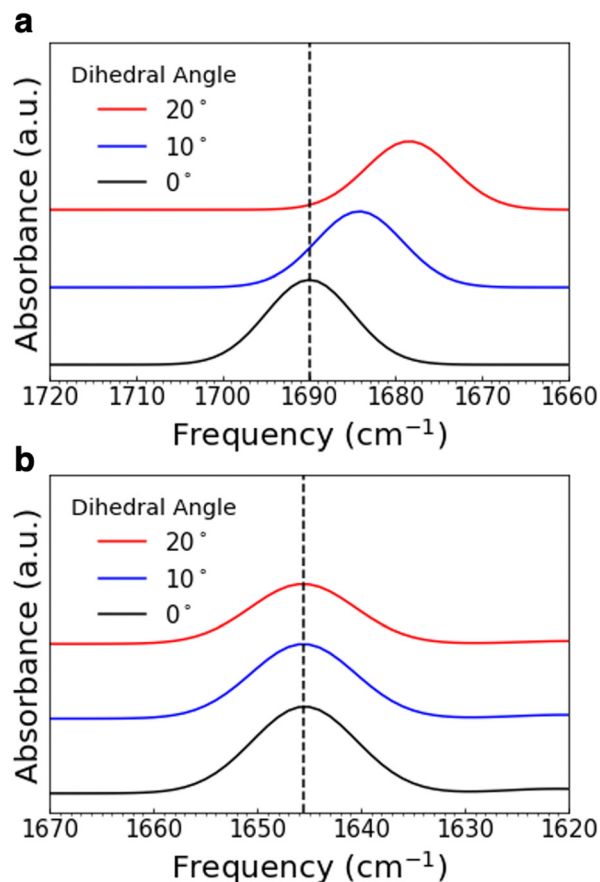 a
Absorbance (a.u.)
Dihedral Angle
20°
10°
0°
1720 1710 1700 1690 1680 1670 1660
Frequency (cm⁻¹)
b
Absorbance (a.u.)
Dihedral Angle
20°
10°
0°
1670 1660 1650 1640 1630 1620
Frequency (cm⁻¹)